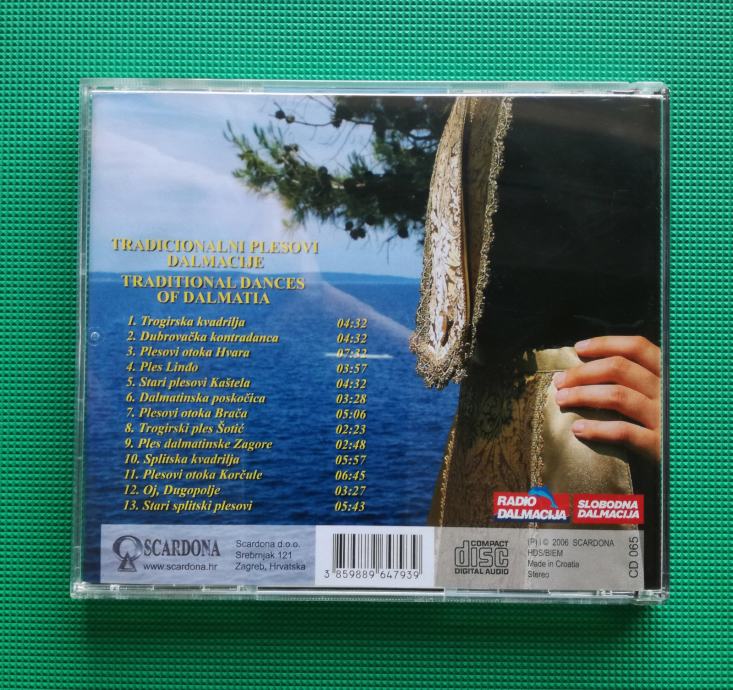 TRADICIONALNI PLESOVI
DALMACIJE
TRADITIONAL DANCES
OF DALMATIA
1. Trogirska kvadrilja 04:32
2. Dubrovačka kontradanca 04:32
3. Plesovi otoka Hvara 07:32
4. Ples Linđo 03:57
5. Stari plesovi Kaštela 04:32
6. Dalmatinska poskočica 03:28
7. Plesovi otoka Brača 05:06
8. Trogirski ples Šotić 02:23
9. Ples dalmatinske Zagore 02:48
10. Splitska kvadrilja 05:57
11. Plesovi otoka Korčule 06:45
12. Oj, Dugopolje 03:27
13. Stari splitski plesovi 05:43
RADIO
DALMACIJA
SLOBODNA
DALMACIJA
SCARDONA
www.scardona.hr
Scardona d.o.o.
Srebrnjak 121
Zagreb, Hrvatska
3 859889 647939
COMPACT
disc
DIGITAL AUDIO
(P) i © 2006 SCARDONA
HDS/BIEM
Made in Croatia
Stereo
CD 065